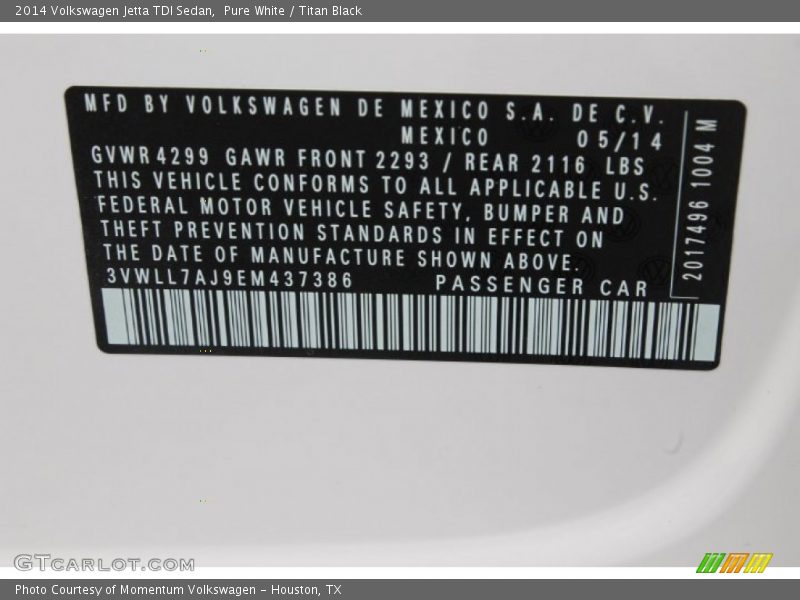 2014 Volkswagen Jetta TDI Sedan,  Pure White / Titan Black
MFD BY VOLKSWAGEN DE MEXICO S.A. DE C.V.
MEXICO 05/14
GVWR 4299 GAWR FRONT 2293 / REAR 2116 LBS
THIS VEHICLE CONFORMS TO ALL APPLICABLE U.S.
FEDERAL MOTOR VEHICLE SAFETY, BUMPER AND
THEFT PREVENTION STANDARDS IN EFFECT ON
THE DATE OF MANUFACTURE SHOWN ABOVE.
3VWLL7AJ9EM437386 PASSENGER CAR
2017496 1004 M
GTCARLOT.COM
Photo Courtesy of Momentum Volkswagen - Houston, TX